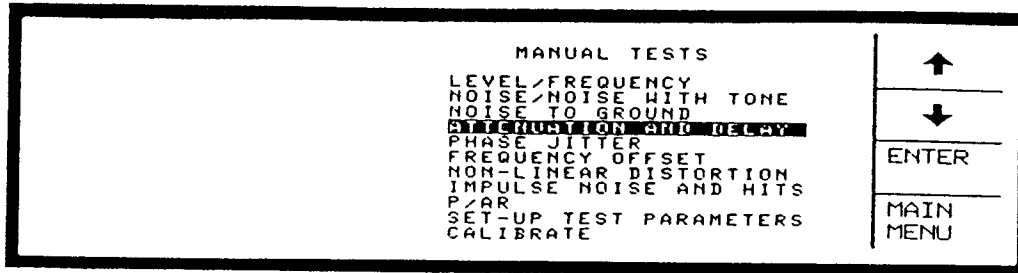 MANUAL TESTS
LEVEL/FREQUENCY
NOISE/NOISE WITH TONE
NOISE TO GROUND
ATTENUATION AND DELAY
PHASE JITTER
FREQUENCY OFFSET
NON-LINEAR DISTORTION
IMPULSE NOISE AND HITS
P/AR
SET-UP TEST PARAMETERS
CALIBRATE
ENTER
MAIN
MENU